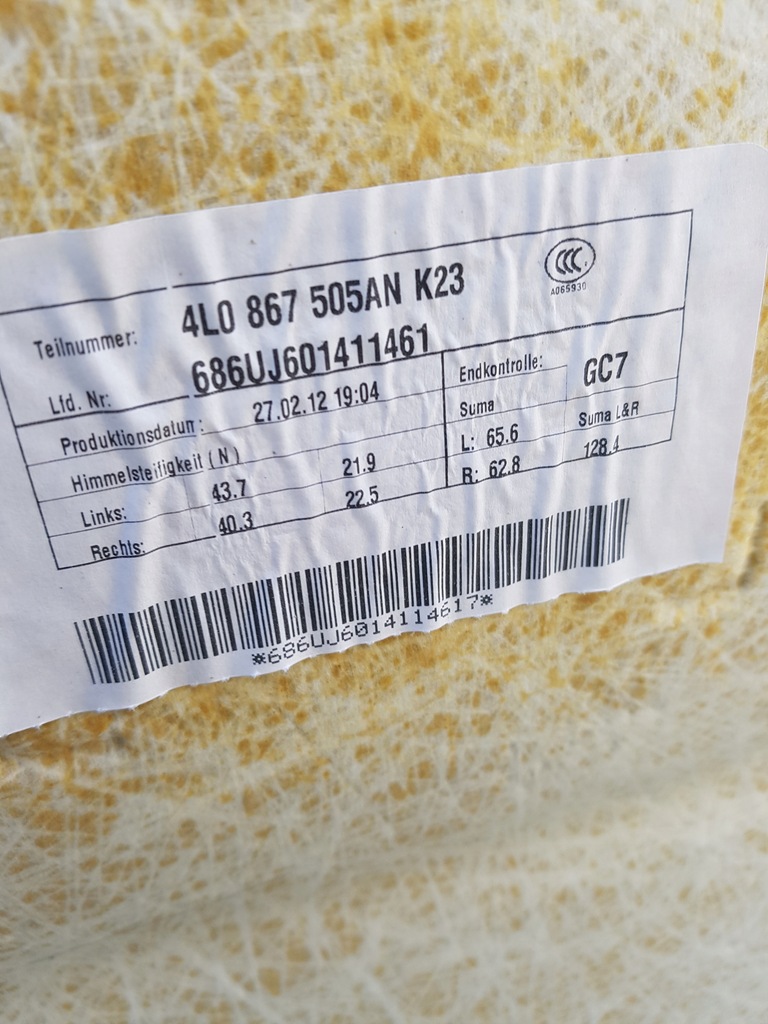 Teilnummer: 4L0 867 505AN K23
CCC
A065930
Lfd. Nr: 686UJ601411461
Produktionsdatum: 27.02.12 19:04
Endkontrolle: GC7
Himmelsteifigkeit ( N )
Suma
Suma L&R
Links: 43.7 21.9
L: 65.6
128.4
Rechts: 40.3 22.5
R: 62.8
*686UJ6014114617*